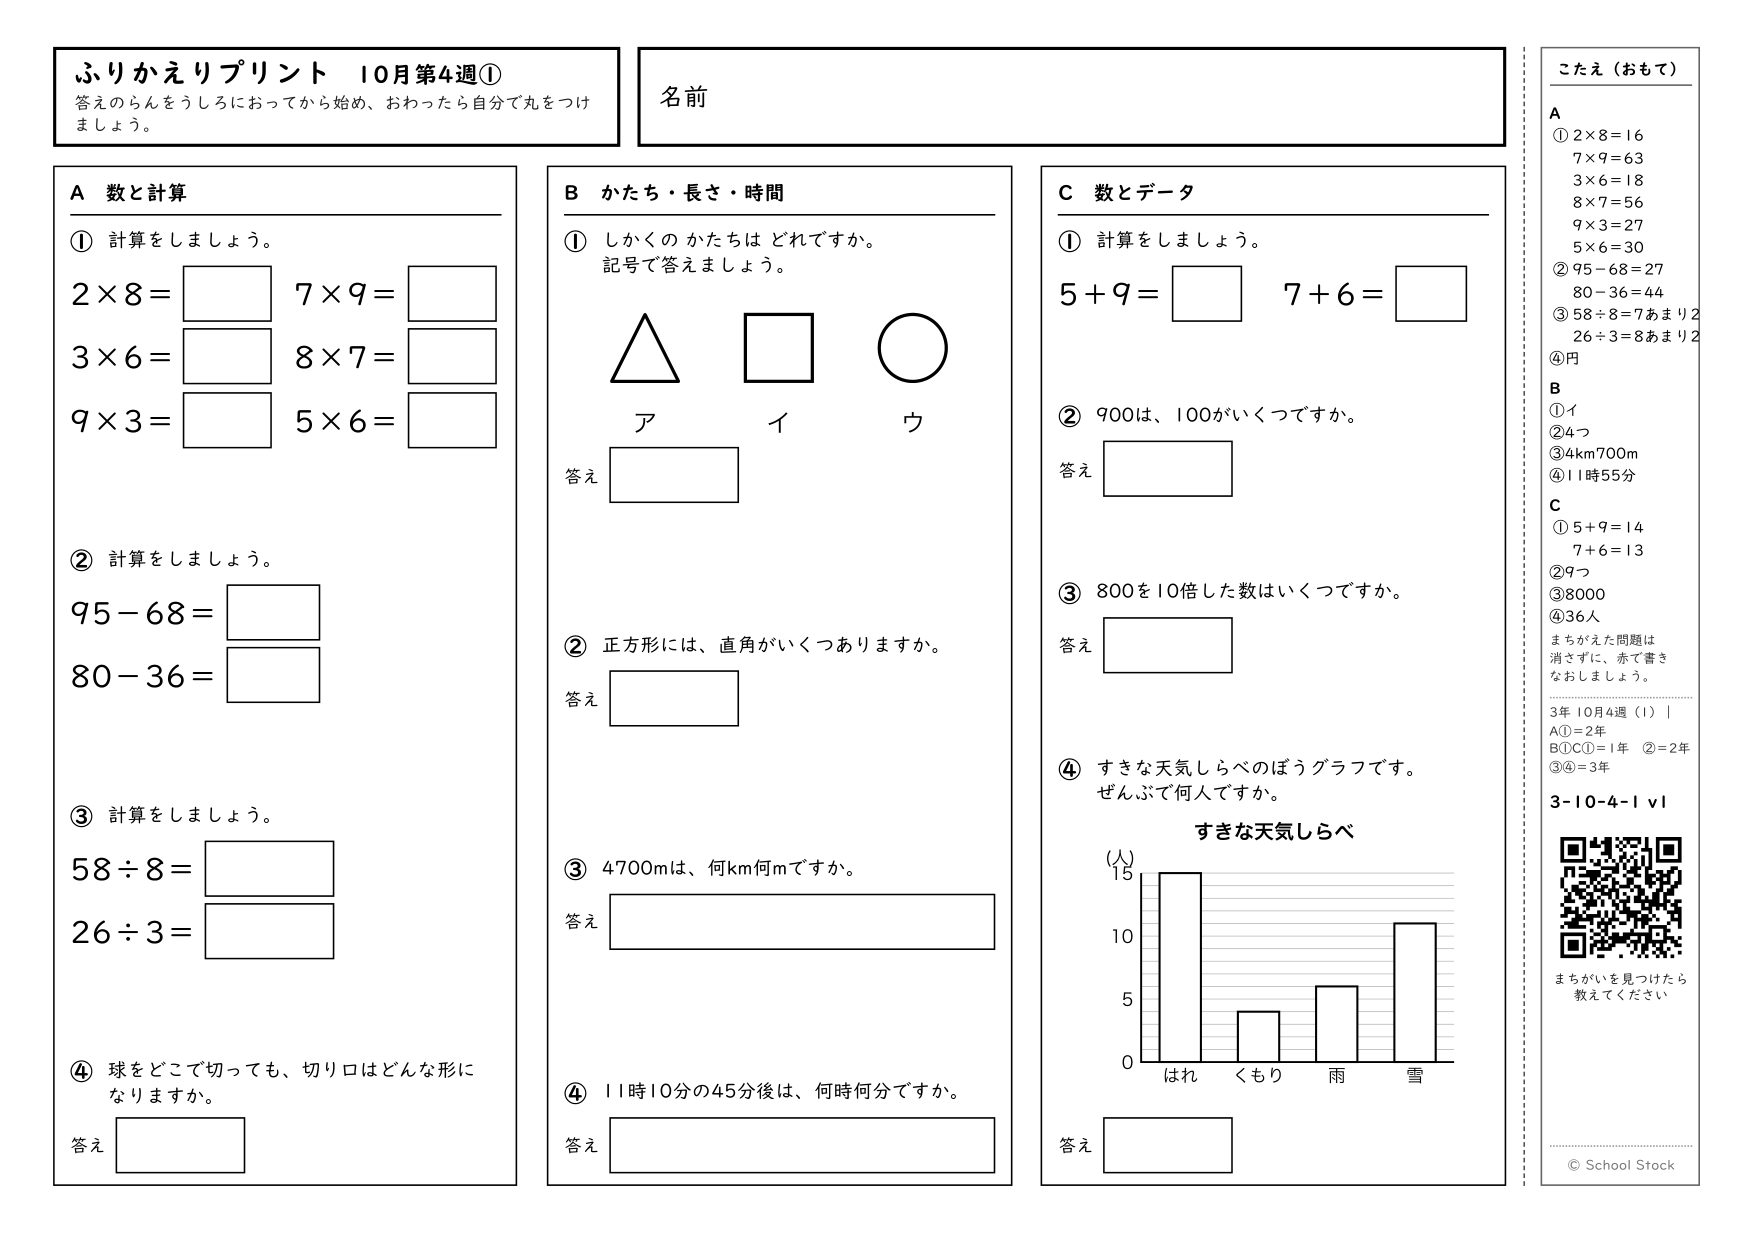 ふりかえりプリント　10月第4週①
答えのらんをうしろにおってから始め、おわったら自分で丸をつけ
ましょう。
名前
A　数と計算
① 計算をしましょう。
2×8＝　7×9＝
3×6＝　8×7＝
9×3＝　5×6＝
② 計算をしましょう。
95－68＝
80－36＝
③ 計算をしましょう。
58÷8＝
26÷3＝
④ 球をどこで切っても、切り口はどんな形に
なりますか。
答え
B　かたち・長さ・時間
① しかくの かたちは どれですか。
記号で答えましょう。
ア　イ　ウ
答え
② 正方形には、直角がいくつありますか。
答え
③ 4700mは、何km何mですか。
答え
④ 11時10分の45分後は、何時何分ですか。
答え
C　数とデータ
① 計算をしましょう。
5＋9＝　7＋6＝
② 900は、100がいくつですか。
答え
③ 800を10倍した数はいくつですか。
答え
④ すきな天気しらべのぼうグラフです。
ぜんぶで何人ですか。
すきな天気しらべ
(人)
15
10
5
0
はれ　くもり　雨　雪
答え
こたえ（おもて）
A
① 2×8＝16
7×9＝63
3×6＝18
8×7＝56
9×3＝27
5×6＝30
② 95－68＝27
80－36＝44
③ 58÷8＝7あまり2
26÷3＝8あまり2
④円
B
①イ
②4つ
③4km700m
④11時55分
C
① 5＋9＝14
7＋6＝13
②9つ
③8000
④36人
まちがえた問題は
消さずに、赤で書き
なおしましょう。
3年 10月4週（1）｜
A①＝2年
B①C①＝1年　②＝2年
③④＝3年
3-10-4-1 v1
まちがいを見つけたら
教えてください
© School Stock